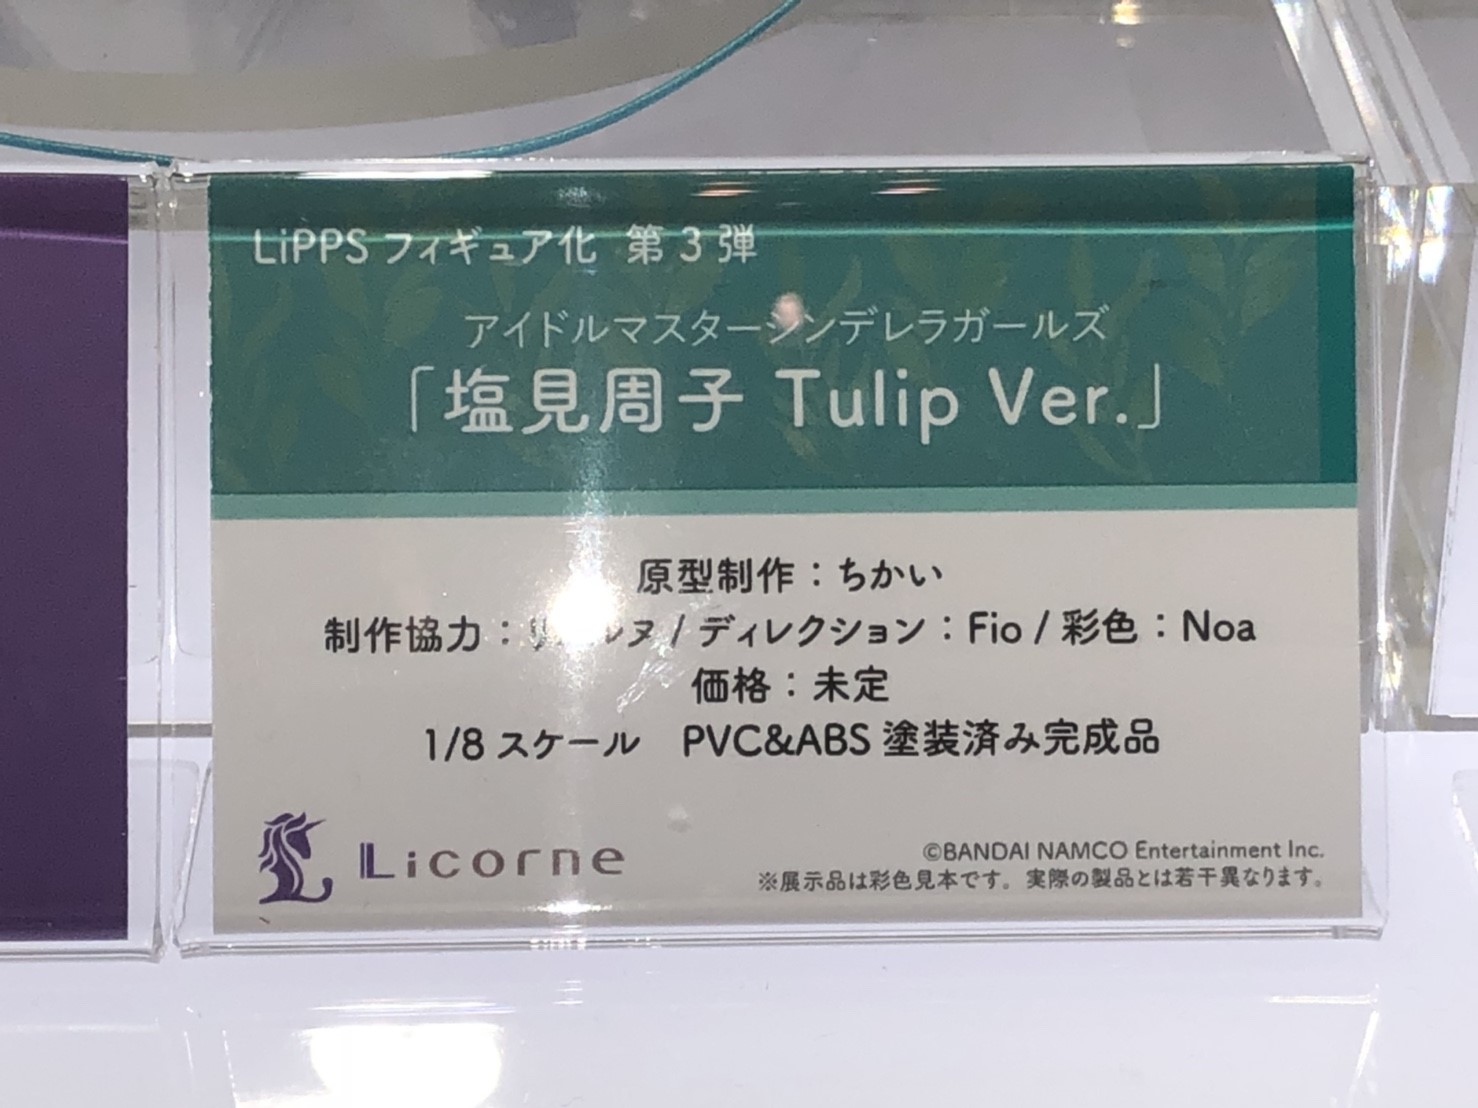 LiPPS フィギュア化 第3弾
アイドルマスターシンデレラガールズ
「塩見周子 Tulip Ver.」
原型制作：ちかい
制作協力： / ディレクション：Fio / 彩色：Noa
価格：未定
1/8 スケール PVC&ABS 塗装済み完成品
Licorne
©BANDAI NAMCO Entertainment Inc.
※展示品は彩色見本です。実際の製品とは若干異なります。